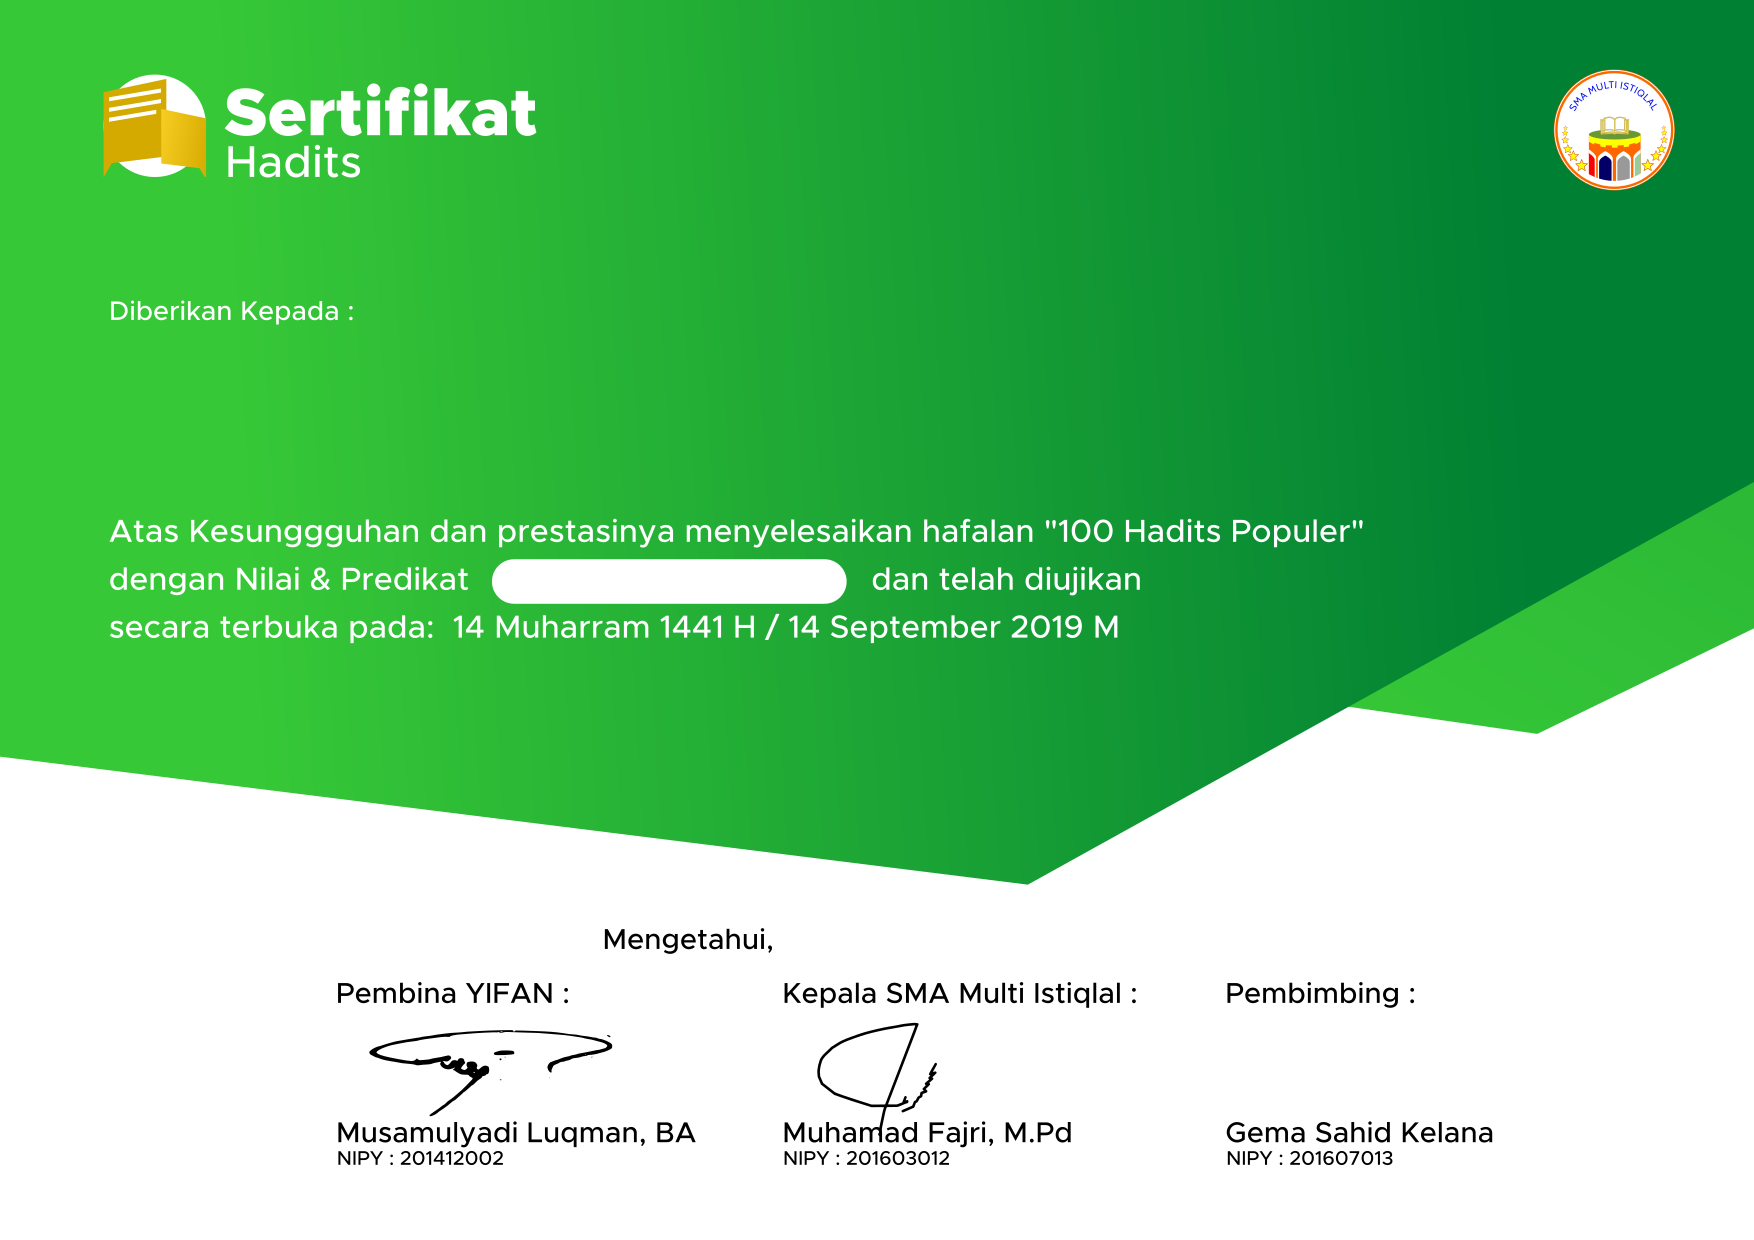 Sertifikat
Hadits
SMA MULTI ISTIQLAL
Diberikan Kepada :
Atas Kesunggguhan dan prestasinya menyelesaikan hafalan "100 Hadits Populer"
dengan Nilai & Predikat dan telah diujikan
secara terbuka pada: 14 Muharram 1441 H / 14 September 2019 M
Mengetahui,
Pembina YIFAN :
Musamulyadi Luqman, BA
NIPY : 201412002
Kepala SMA Multi Istiqlal :
Muhamad Fajri, M.Pd
NIPY : 201603012
Pembimbing :
Gema Sahid Kelana
NIPY : 201607013